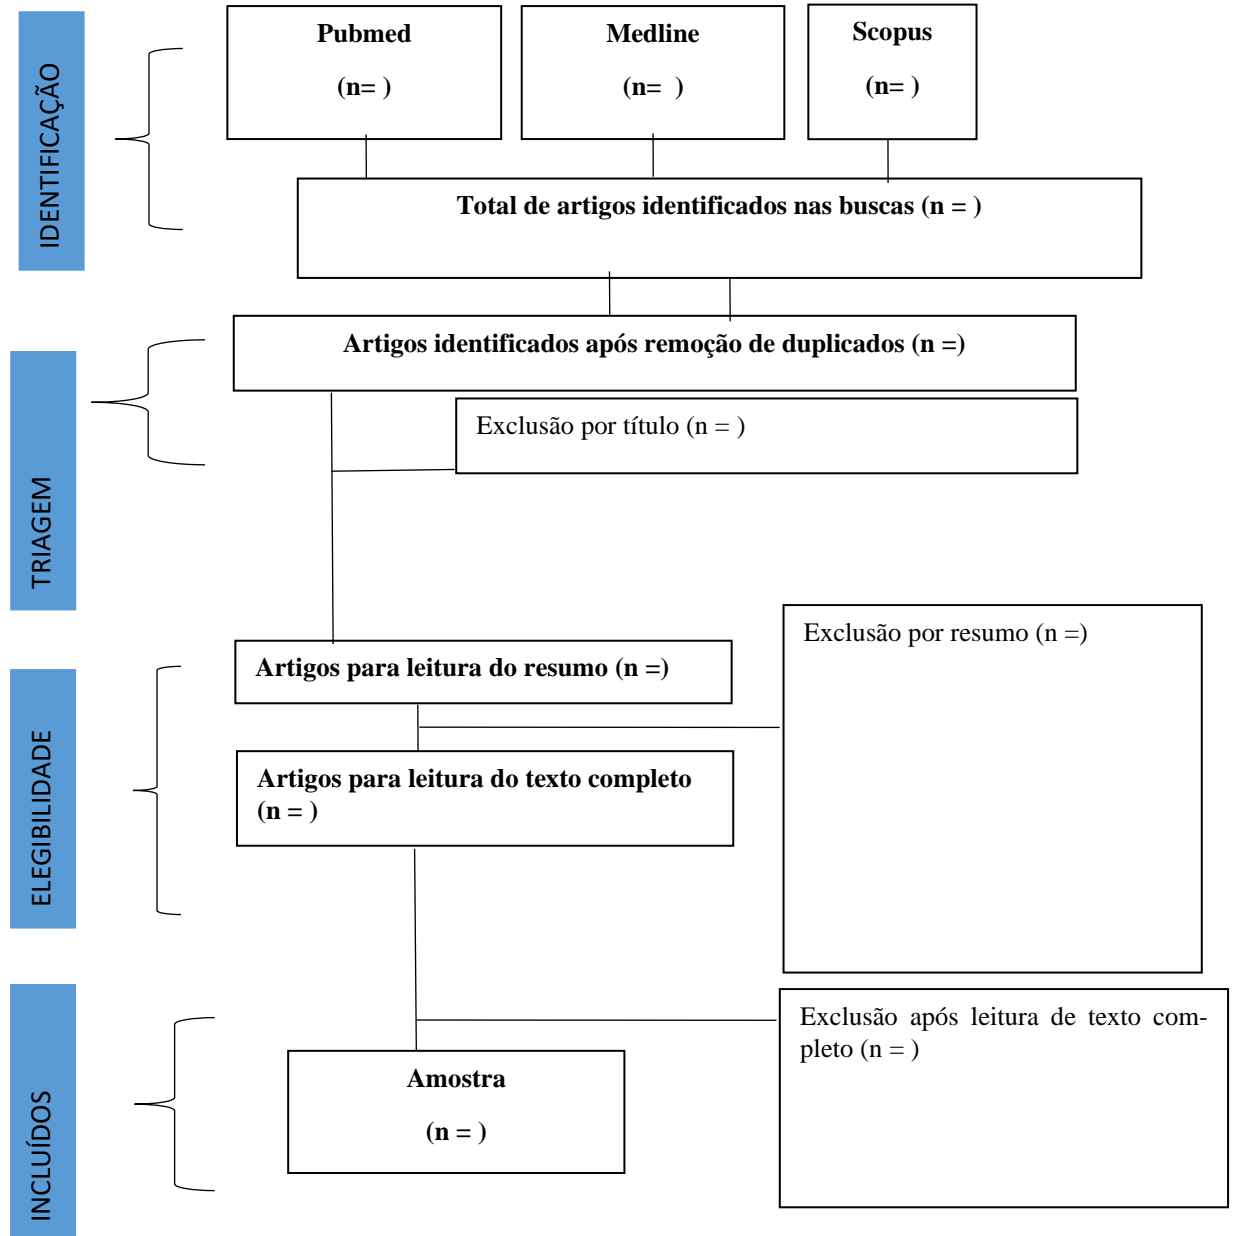 IDENTIFICAÇÃO
Pubmed
(n= )
Medline
(n=  )
Scopus
(n= )
Total de artigos identificados nas buscas (n = )
TRIAGEM
Artigos identificados após remoção de duplicados (n =)
Exclusão por título (n = )
ELEGIBILIDADE
Artigos para leitura do resumo (n =)
Exclusão por resumo (n =)
Artigos para leitura do texto completo
(n = )
INCLUÍDOS
Exclusão após leitura de texto com-
pleto (n = )
Amostra
(n = )